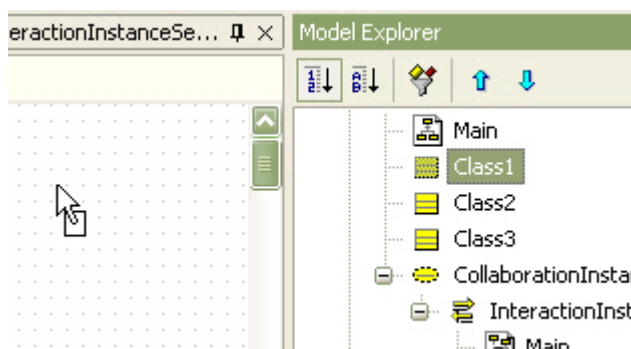 eractionInstanceSe...
Model Explorer
Main
Class1
Class2
Class3
CollaborationInsta
InteractionInst
Main